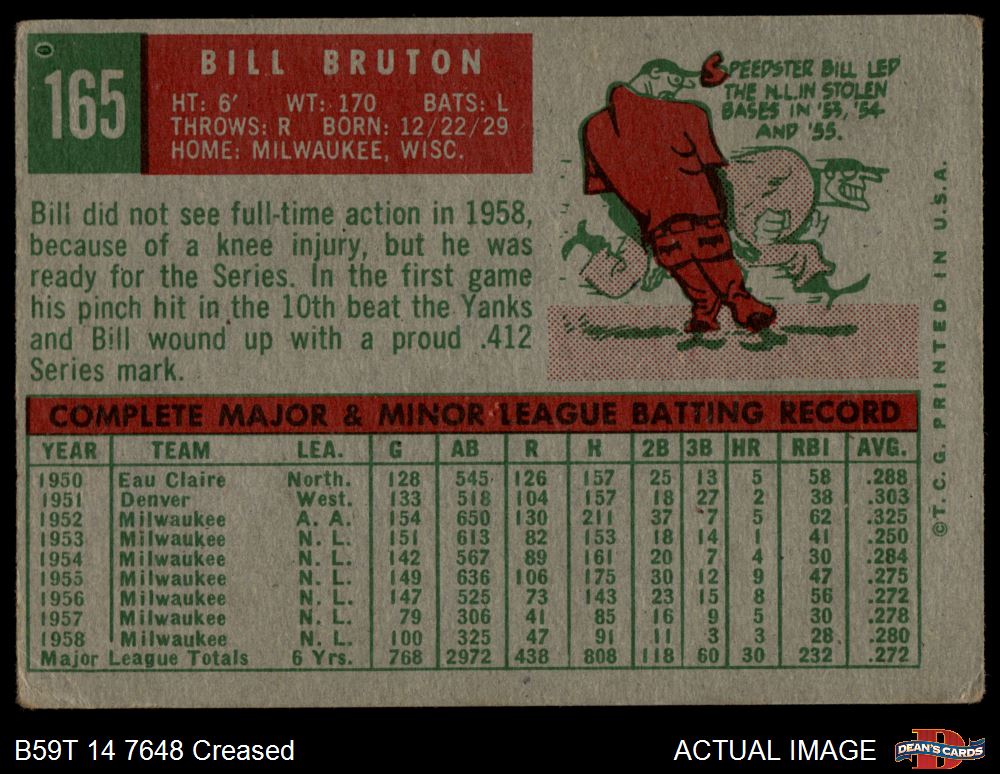 165
BILL BRUTON
HT: 6' WT: 170 BATS: L
THROWS: R BORN: 12/22/29
HOME: MILWAUKEE, WISC.
SPEEDSTER BILL LED
THE N.L. IN STOLEN
BASES IN '53, '54
AND '55.
Bill did not see full-time action in 1958,
because of a knee injury, but he was
ready for the Series. In the first game
his pinch hit in the 10th beat the Yanks
and Bill wound up with a proud .412
Series mark.
COMPLETE MAJOR & MINOR LEAGUE BATTING RECORD
YEAR TEAM LEA. G AB R H 2B 3B HR RBI AVG.
1950 Eau Claire North. 128 545 126 157 25 13 5 58 .288
1951 Denver West. 133 518 104 157 18 27 2 38 .303
1952 Milwaukee A. A. 154 650 130 211 37 7 5 62 .325
1953 Milwaukee N. L. 151 613 82 153 18 14 1 41 .250
1954 Milwaukee N. L. 142 567 89 161 20 7 4 30 .284
1955 Milwaukee N. L. 149 636 106 175 30 12 9 47 .275
1956 Milwaukee N. L. 147 525 73 143 23 15 8 56 .272
1957 Milwaukee N. L. 79 306 41 85 16 9 5 30 .278
1958 Milwaukee N. L. 100 325 47 91 11 3 3 28 .280
Major League Totals 6 Yrs. 768 2972 438 808 118 60 30 232 .272
©T.C.G. PRINTED IN U.S.A.
B59T 14 7648 Creased
ACTUAL IMAGE
DEAN'S CARDS